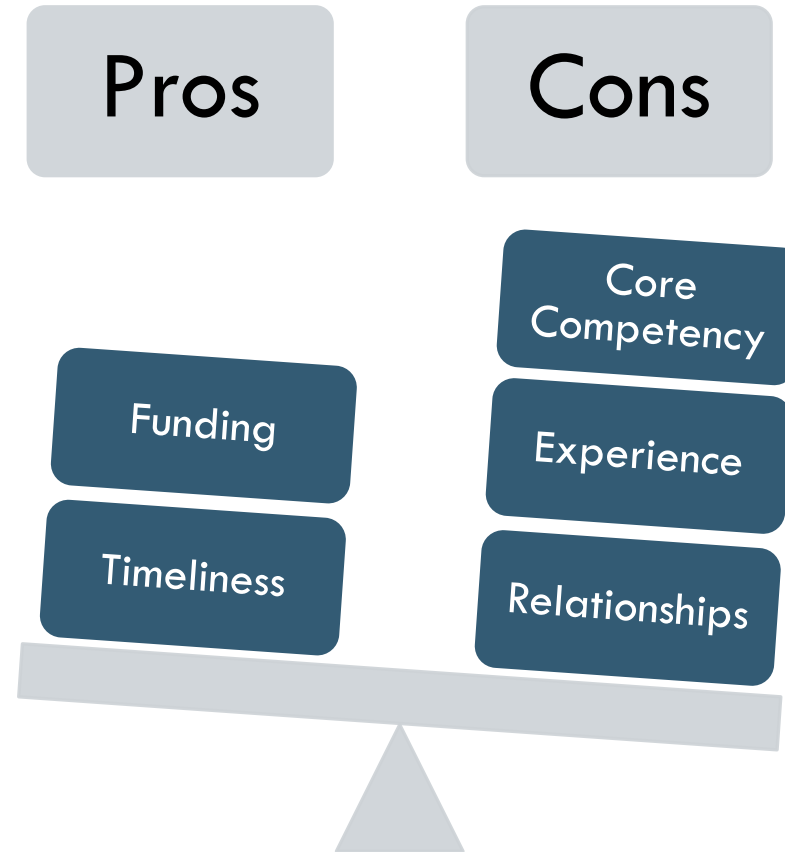 Pros
Cons
Funding
Timeliness
Core
Competency
Experience
Relationships